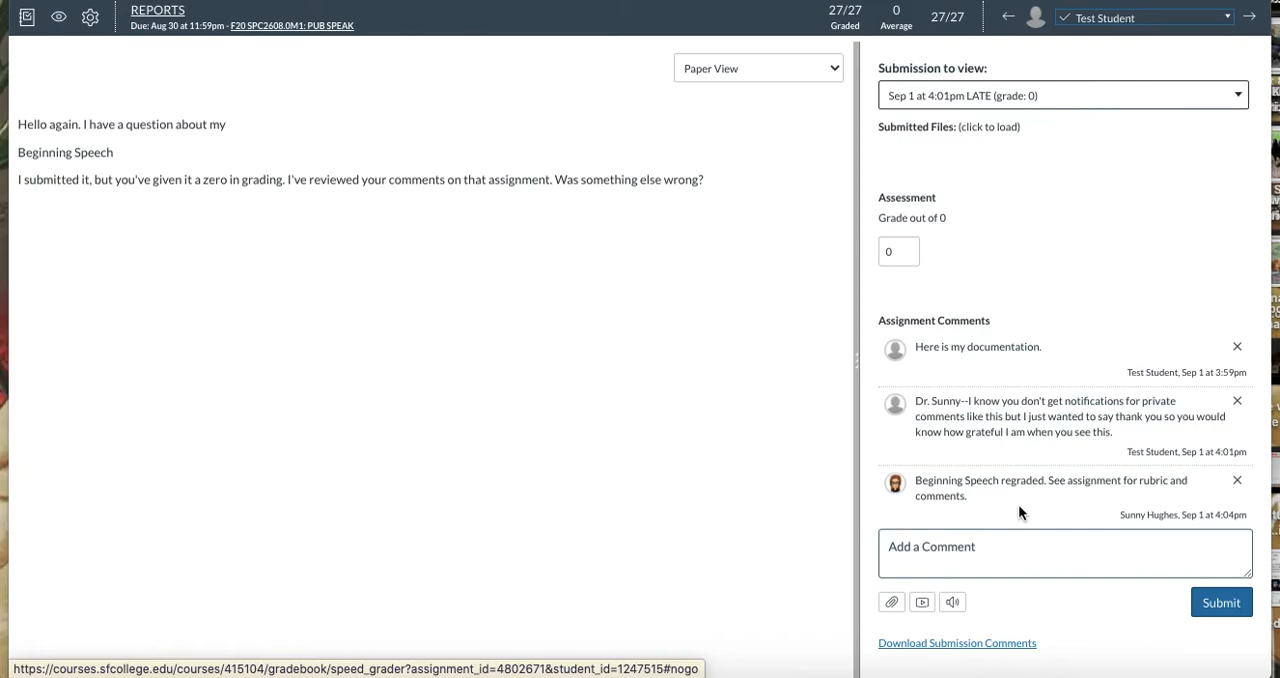 REPORTS
Due: Aug 30 at 11:59pm - F20 SPC2608.0M1: PUB SPEAK
27/27
Graded
0
Average
27/27
Test Student
Paper View
Hello again. I have a question about my
Beginning Speech
I submitted it, but you've given it a zero in grading. I've reviewed your comments on that assignment. Was something else wrong?
Submission to view:
Sep 1 at 4:01pm LATE (grade: 0)
Submitted Files: (click to load)
Assessment
Grade out of 0
0
Assignment Comments
Here is my documentation.
Test Student, Sep 1 at 3:59pm
Dr. Sunny--I know you don't get notifications for private
comments like this but I just wanted to say thank you so you would
know how grateful I am when you see this.
Test Student, Sep 1 at 4:01pm
Beginning Speech regraded. See assignment for rubric and
comments.
Sunny Hughes, Sep 1 at 4:04pm
Add a Comment
Submit
Download Submission Comments
https://courses.sfcollege.edu/courses/415104/gradebook/speed_grader?assignment_id=4802671&student_id=1247515#nogo